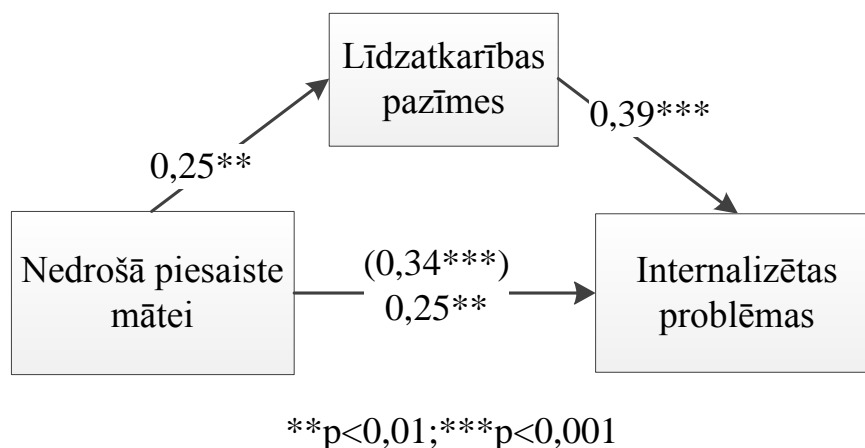 Līdzatkarības
pazīmes
0,25**
0,39***
Nedrošā piesaiste
mātei
(0,34***)
0,25**
Internalizētas
problēmas
**p<0,01;***p<0,001